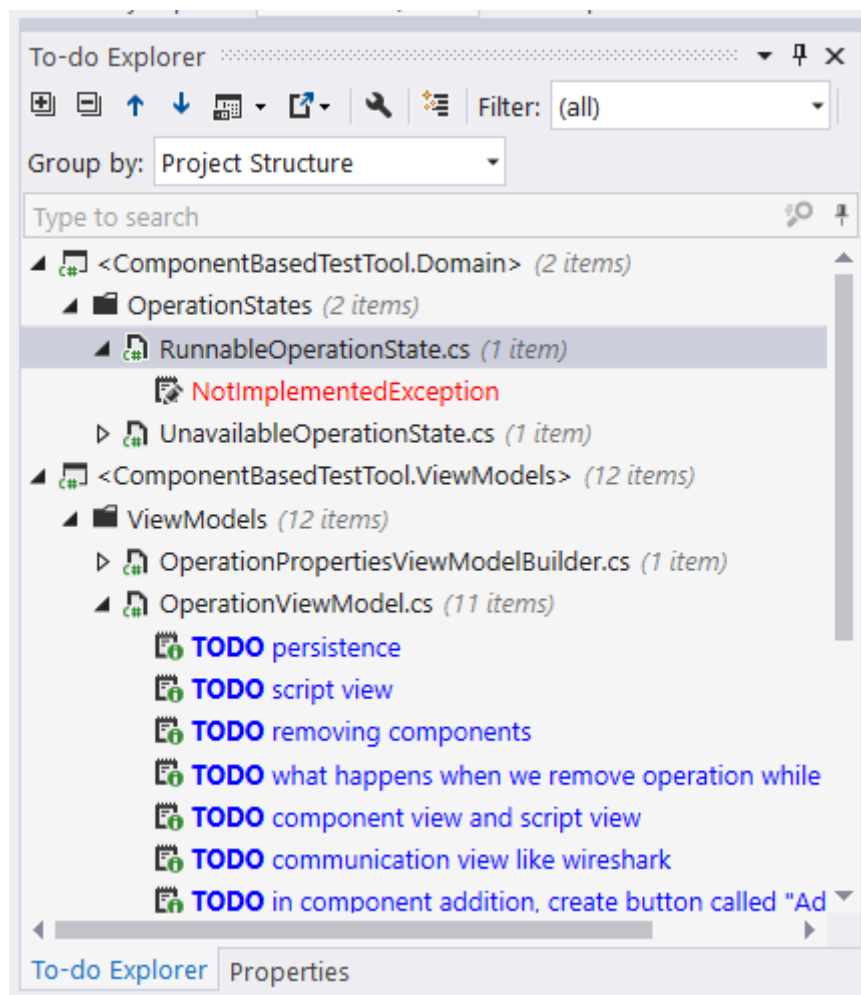 To-do Explorer
Filter: (all)
Group by: Project Structure
Type to search
<ComponentBasedTestTool.Domain> (2 items)
OperationStates (2 items)
RunnableOperationState.cs (1 item)
NotImplementedException
UnavailableOperationState.cs (1 item)
<ComponentBasedTestTool.ViewModels> (12 items)
ViewModels (12 items)
OperationPropertiesViewModelBuilder.cs (1 item)
OperationViewModel.cs (11 items)
TODO persistence
TODO script view
TODO removing components
TODO what happens when we remove operation while
TODO component view and script view
TODO communication view like wireshark
TODO in component addition, create button called "Ad
To-do Explorer Properties